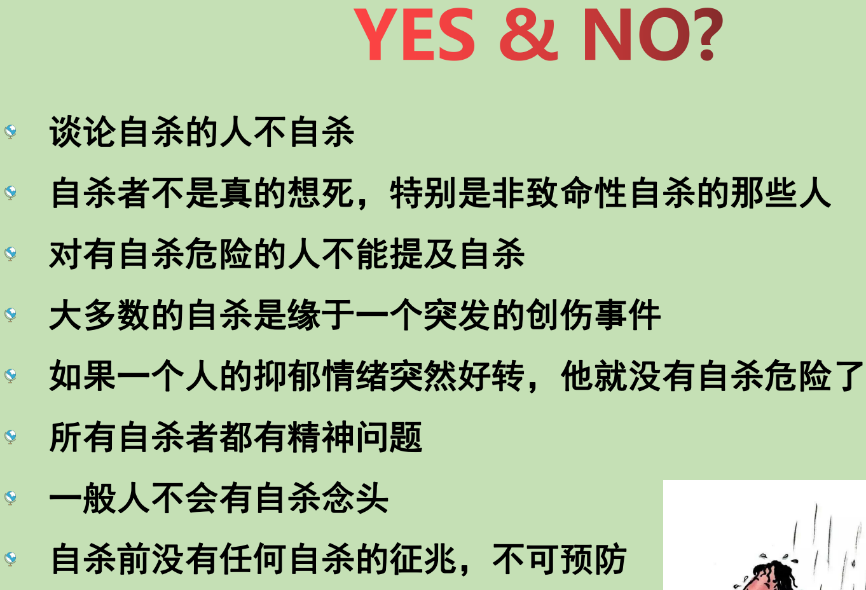 YES & NO?
谈论自杀的人不自杀
自杀者不是真的想死，特别是非致命性自杀的那些人
对有自杀危险的人不能提及自杀
大多数的自杀是缘于一个突发的创伤事件
如果一个人的抑郁情绪突然好转，他就没有自杀危险了
所有自杀者都有精神问题
一般人不会有自杀念头
自杀前没有任何自杀的征兆，不可预防